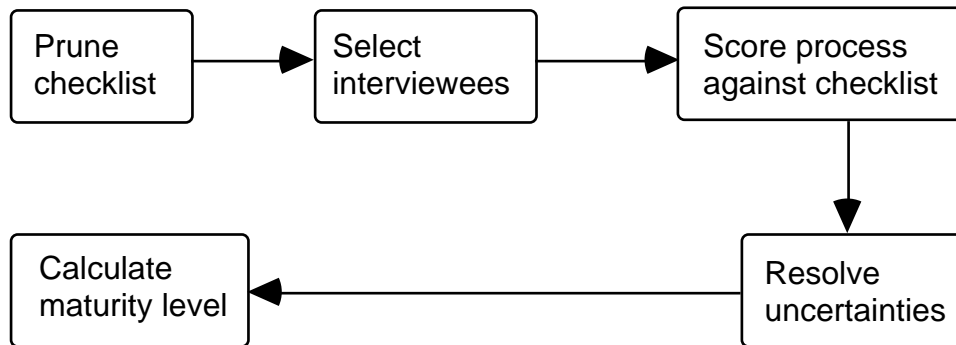 Prune
checklist
Select
interviewees
Score process
against checklist
Resolve
uncertainties
Calculate
maturity level